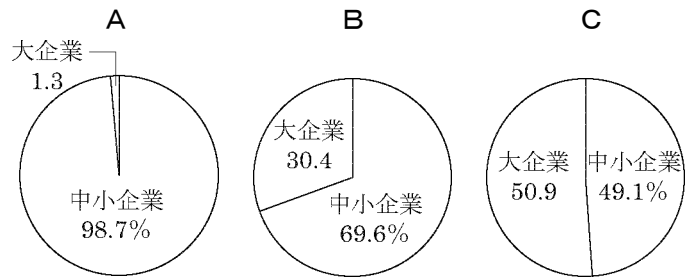 A
大企業
1.3
中小企業
98.7%
B
大企業
30.4
中小企業
69.6%
C
大企業
50.9
中小企業
49.1%